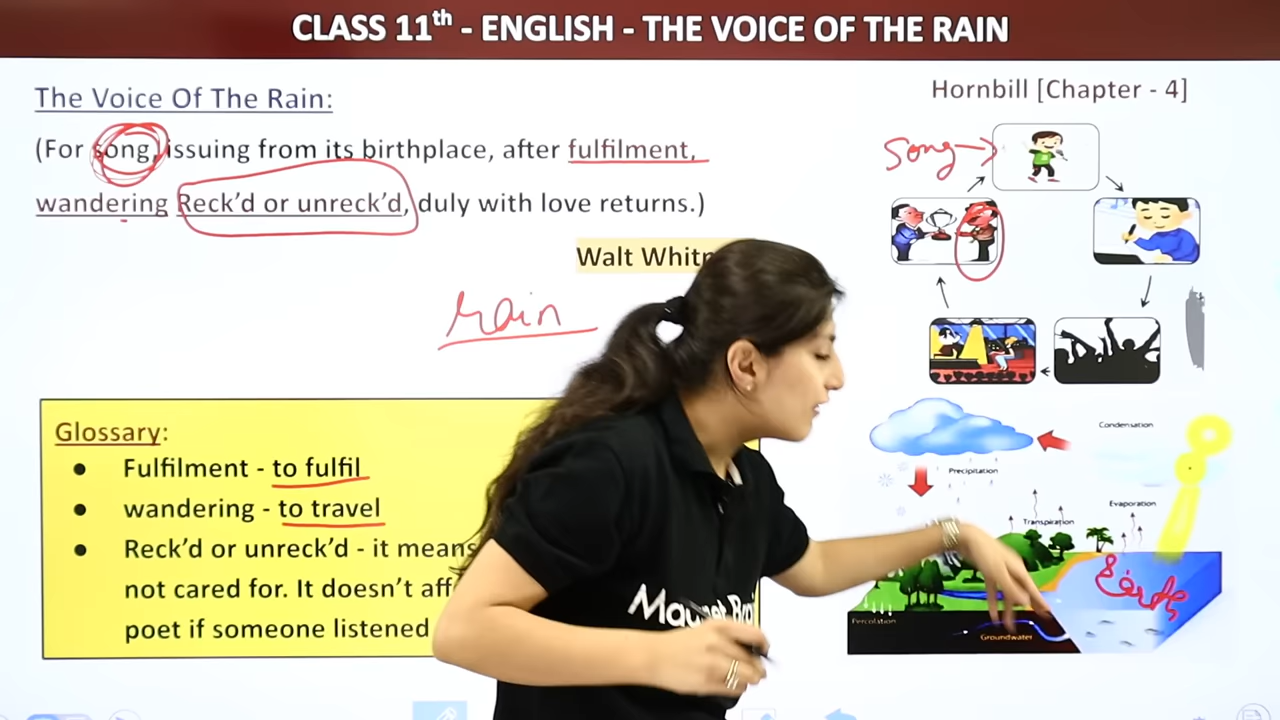 CLASS 11th - ENGLISH - THE VOICE OF THE RAIN
The Voice Of The Rain:
(For song, issuing from its birthplace, after fulfilment,
wandering Reck'd or unreck'd, duly with love returns.)
Walt
rain
Glossary:
● Fulfilment - to fulfil
● wandering - to travel
● Reck'd or unreck'd - it means
not cared for. It doesn't
poet if someone listened
Hornbill [Chapter - 4]
Song
Condensation
Precipitation
Evaporation
Transpiration
Percolation
Groundwater